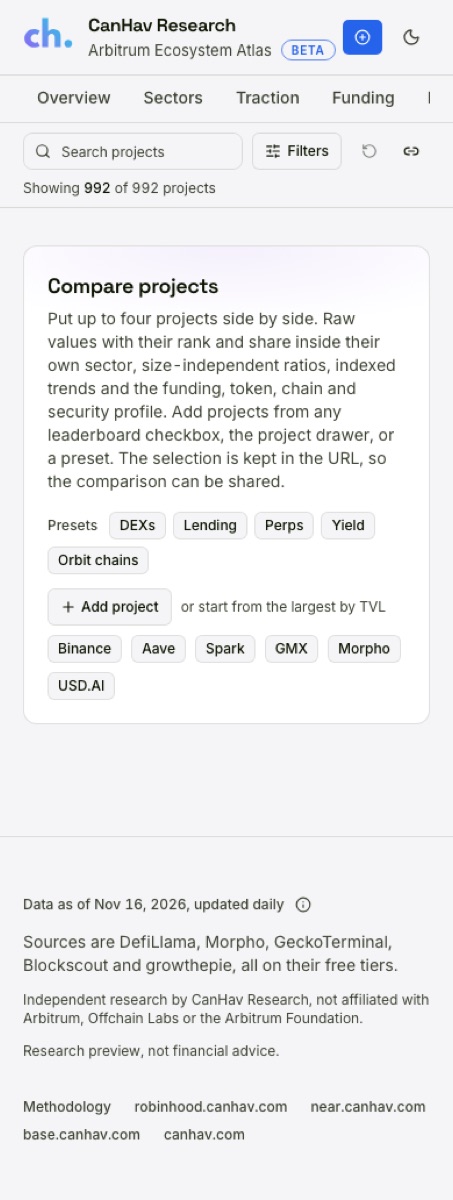 ch. CanHav Research
Arbitrum Ecosystem Atlas BETA
Overview Sectors Traction Funding
Search projects Filters
Showing 992 of 992 projects
Compare projects
Put up to four projects side by side. Raw
values with their rank and share inside their
own sector, size-independent ratios, indexed
trends and the funding, token, chain and
security profile. Add projects from any
leaderboard checkbox, the project drawer, or
a preset. The selection is kept in the URL, so
the comparison can be shared.
Presets DEXs Lending Perps Yield
Orbit chains
+ Add project or start from the largest by TVL
Binance Aave Spark GMX Morpho
USD.AI
Data as of Nov 16, 2026, updated daily
Sources are DefiLlama, Morpho, GeckoTerminal,
Blockscout and growthepie, all on their free tiers.
Independent research by CanHav Research, not affiliated with
Arbitrum, Offchain Labs or the Arbitrum Foundation.
Research preview, not financial advice.
Methodology robinhood.canhav.com near.canhav.com
base.canhav.com canhav.com